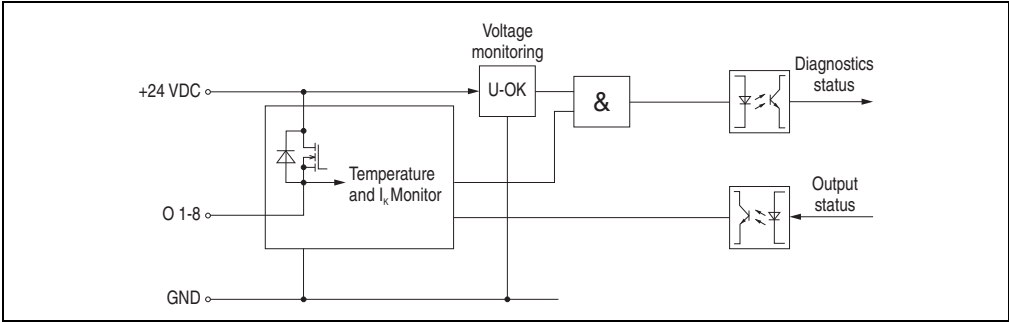 Voltage
monitoring
Diagnostics
status
+24 VDC
U-OK
&
Temperature
and IK Monitor
Output
status
O 1-8
GND